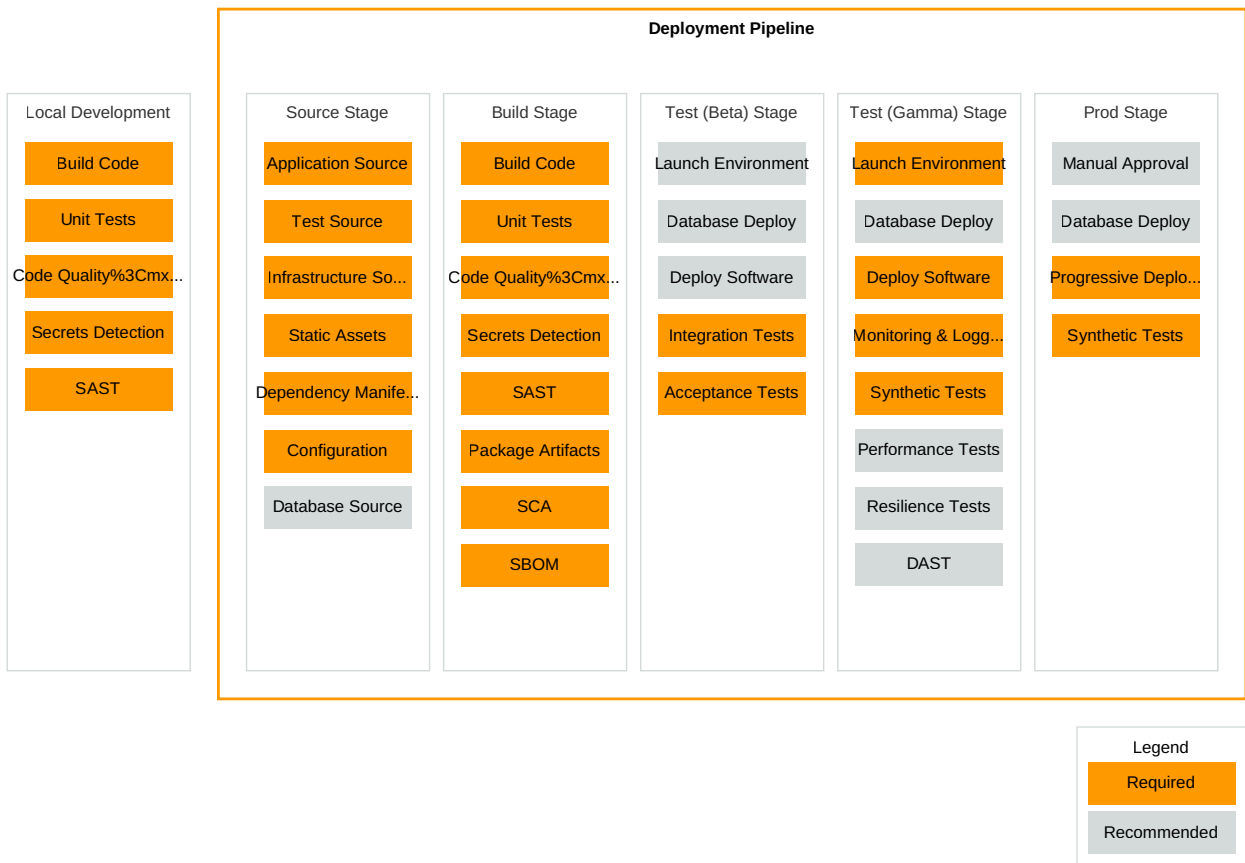 Deployment Pipeline
Local Development
Build Code
Unit Tests
Code Quality%3Cmx...
Secrets Detection
SAST
Source Stage
Application Source
Test Source
Infrastructure So...
Static Assets
Dependency Manife...
Configuration
Database Source
Build Stage
Build Code
Unit Tests
Code Quality%3Cmx...
Secrets Detection
SAST
Package Artifacts
SCA
SBOM
Test (Beta) Stage
Launch Environment
Database Deploy
Deploy Software
Integration Tests
Acceptance Tests
Test (Gamma) Stage
Launch Environment
Database Deploy
Deploy Software
Monitoring & Logg...
Synthetic Tests
Performance Tests
Resilience Tests
DAST
Prod Stage
Manual Approval
Database Deploy
Progressive Deplo...
Synthetic Tests
Legend
Required
Recommended